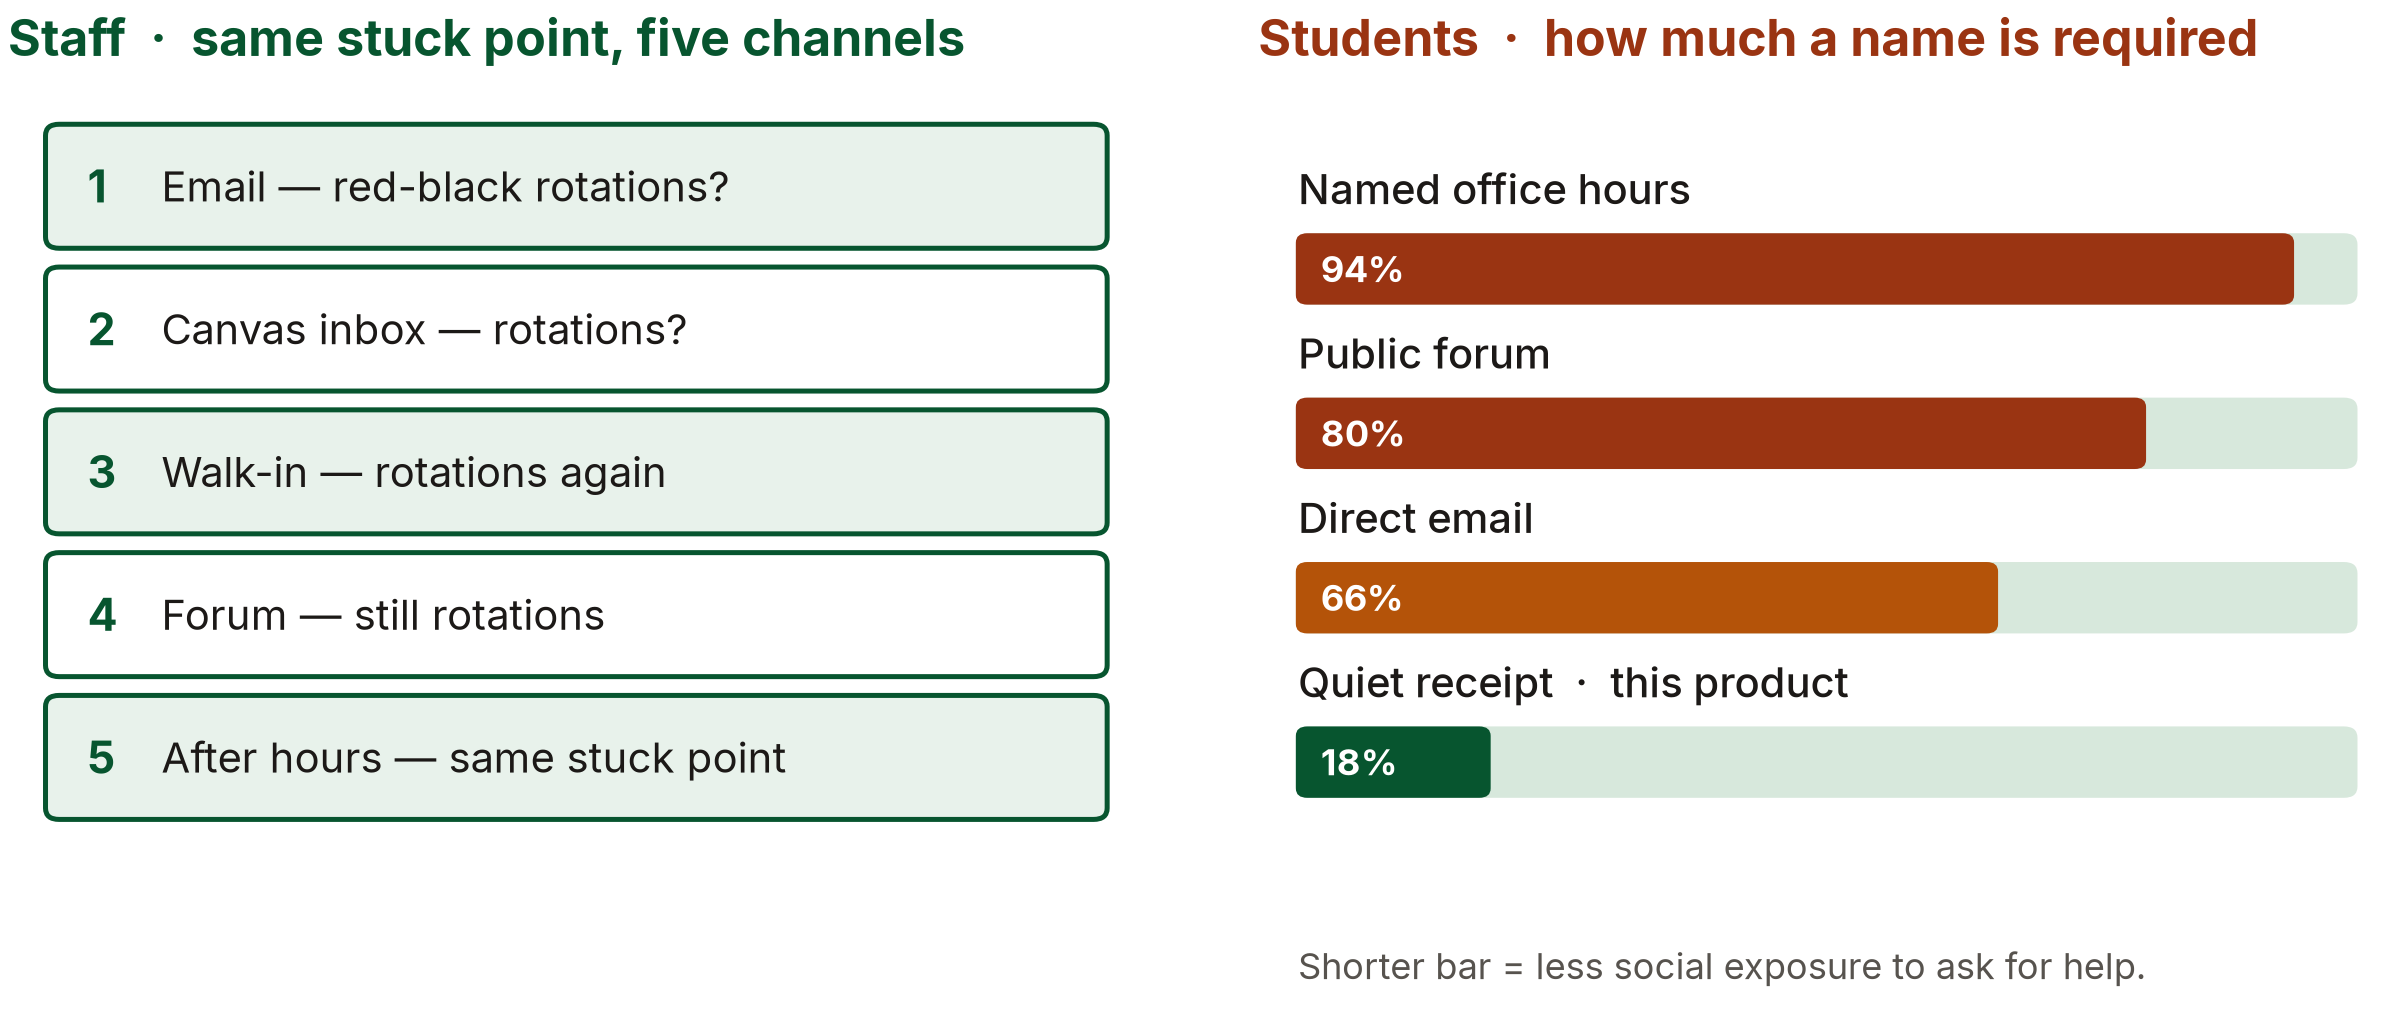 Staff · same stuck point, five channels
1 Email — red-black rotations?
2 Canvas inbox — rotations?
3 Walk-in — rotations again
4 Forum — still rotations
5 After hours — same stuck point
Students · how much a name is required
Named office hours
94%
Public forum
80%
Direct email
66%
Quiet receipt · this product
18%
Shorter bar = less social exposure to ask for help.